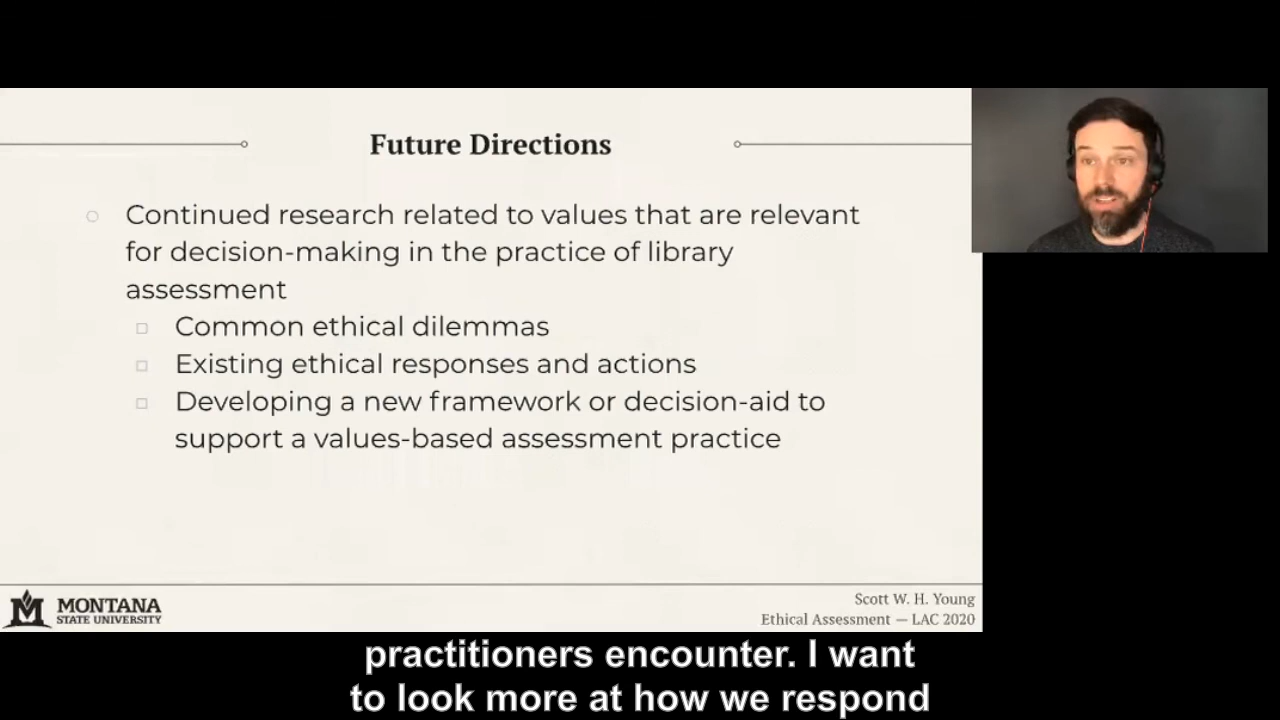 Future Directions
Continued research related to values that are relevant
for decision-making in the practice of library
assessment
Common ethical dilemmas
Existing ethical responses and actions
Developing a new framework or decision-aid to
support a values-based assessment practice
MONTANA
STATE UNIVERSITY
Scott W. H. Young
Ethical Assessment — LAC 2020
practitioners encounter. I want
to look more at how we respond